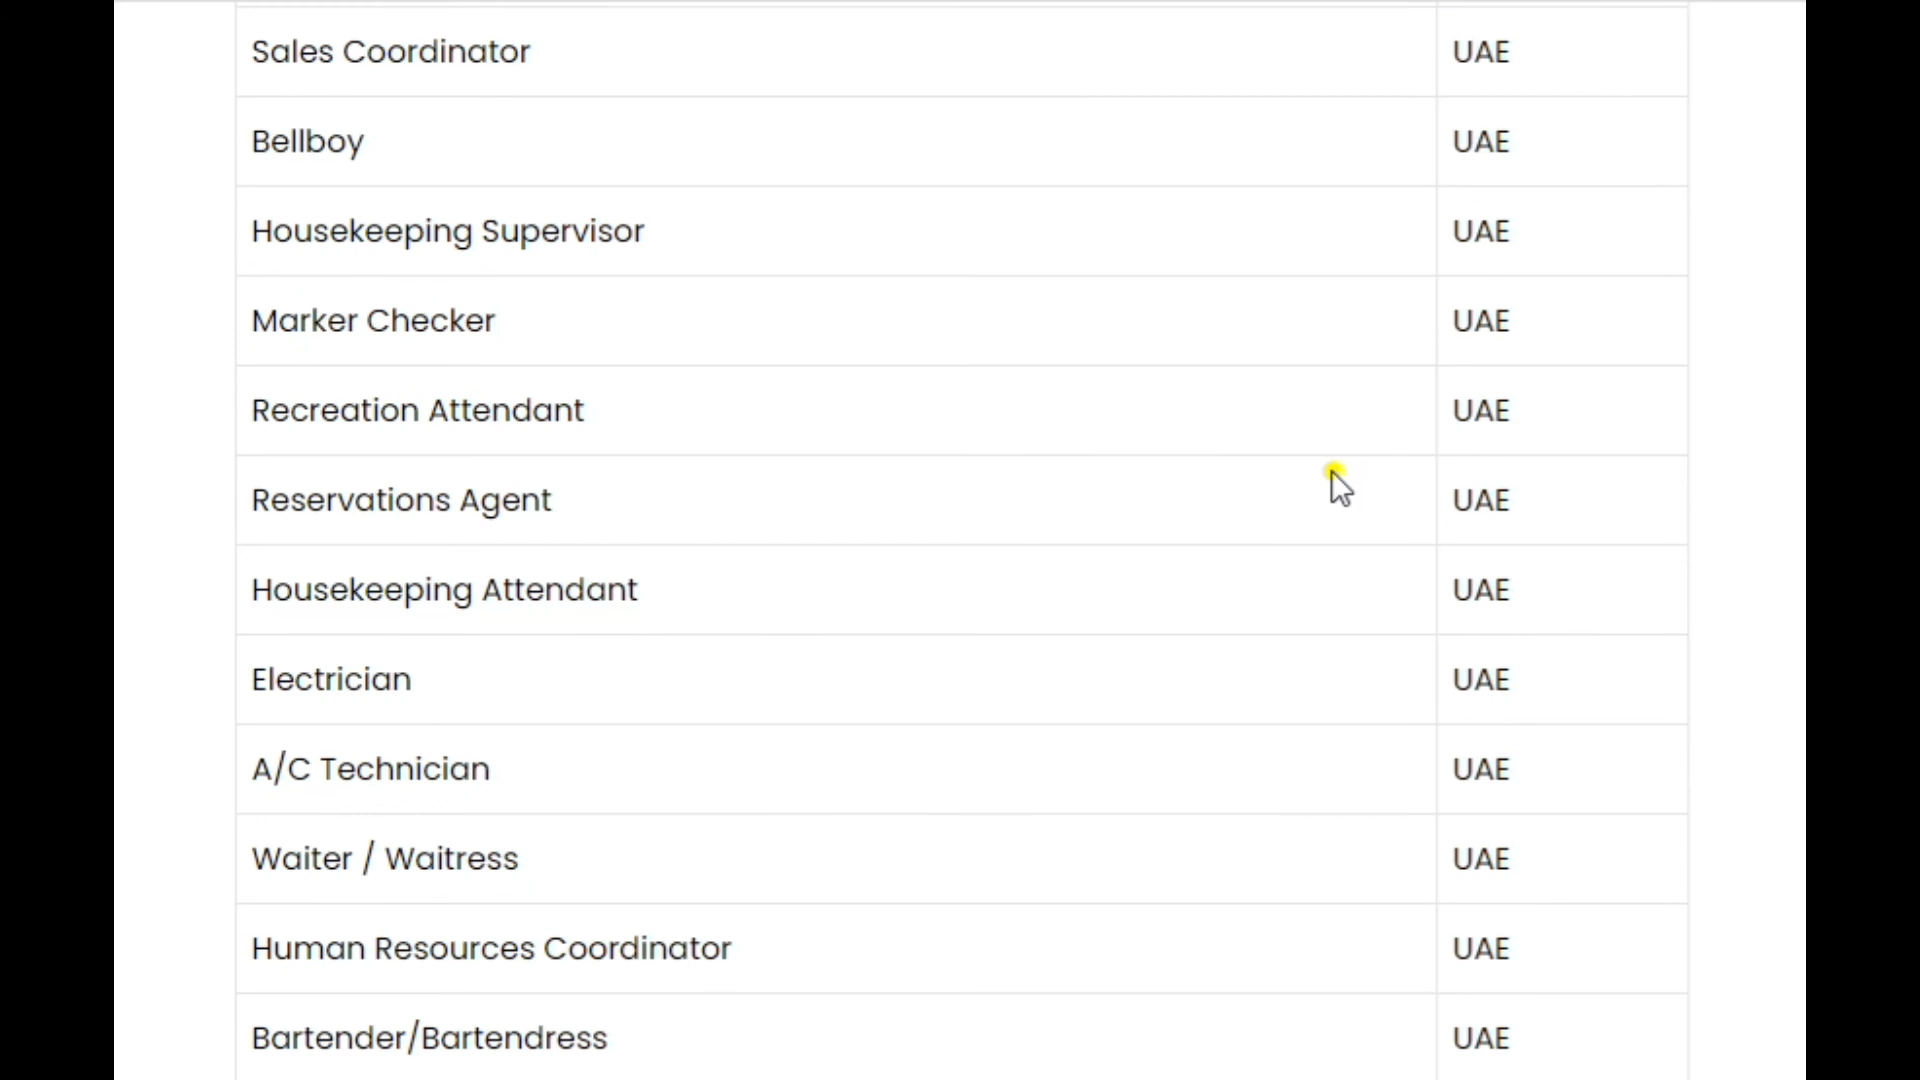 Sales Coordinator UAE
Bellboy UAE
Housekeeping Supervisor UAE
Marker Checker UAE
Recreation Attendant UAE
Reservations Agent UAE
Housekeeping Attendant UAE
Electrician UAE
A/C Technician UAE
Waiter / Waitress UAE
Human Resources Coordinator UAE
Bartender/Bartendress UAE